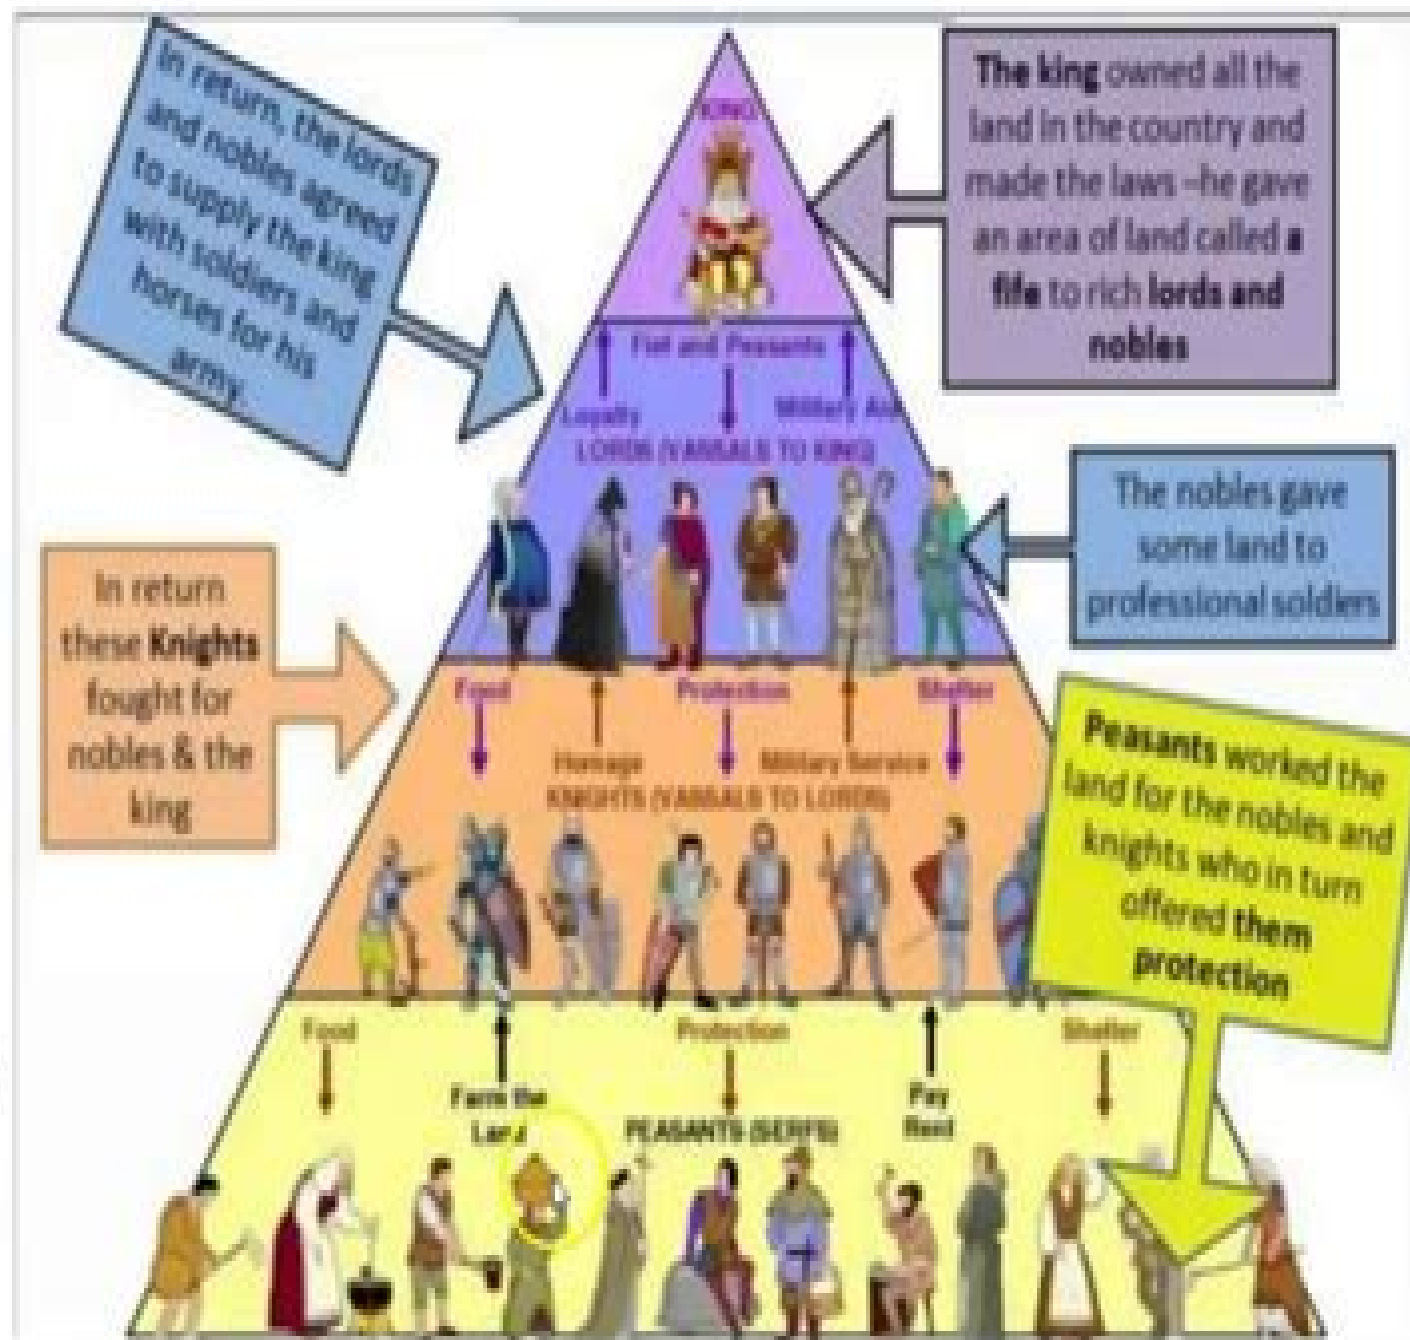 In return, the lords
and nobles agreed
to supply the king
with soldiers and
horses for his
army.
The king owned all the
land in the country and
made the laws –he gave
an area of land called a
fife to rich lords and
nobles
KING
Fief and Peasants
Loyalty
Military Aid
LORDS (VASSALS TO KING)
The nobles gave
some land to
professional soldiers
In return
these Knights
fought for
nobles & the
king
Food
Protection
Shelter
Homage
Military Service
KNIGHTS (VASSALS TO LORDS)
Peasants worked the
land for the nobles and
knights who in turn
offered them
protection
Food
Protection
Shelter
Farm the
Land
Pay
Rent
PEASANTS (SERFS)